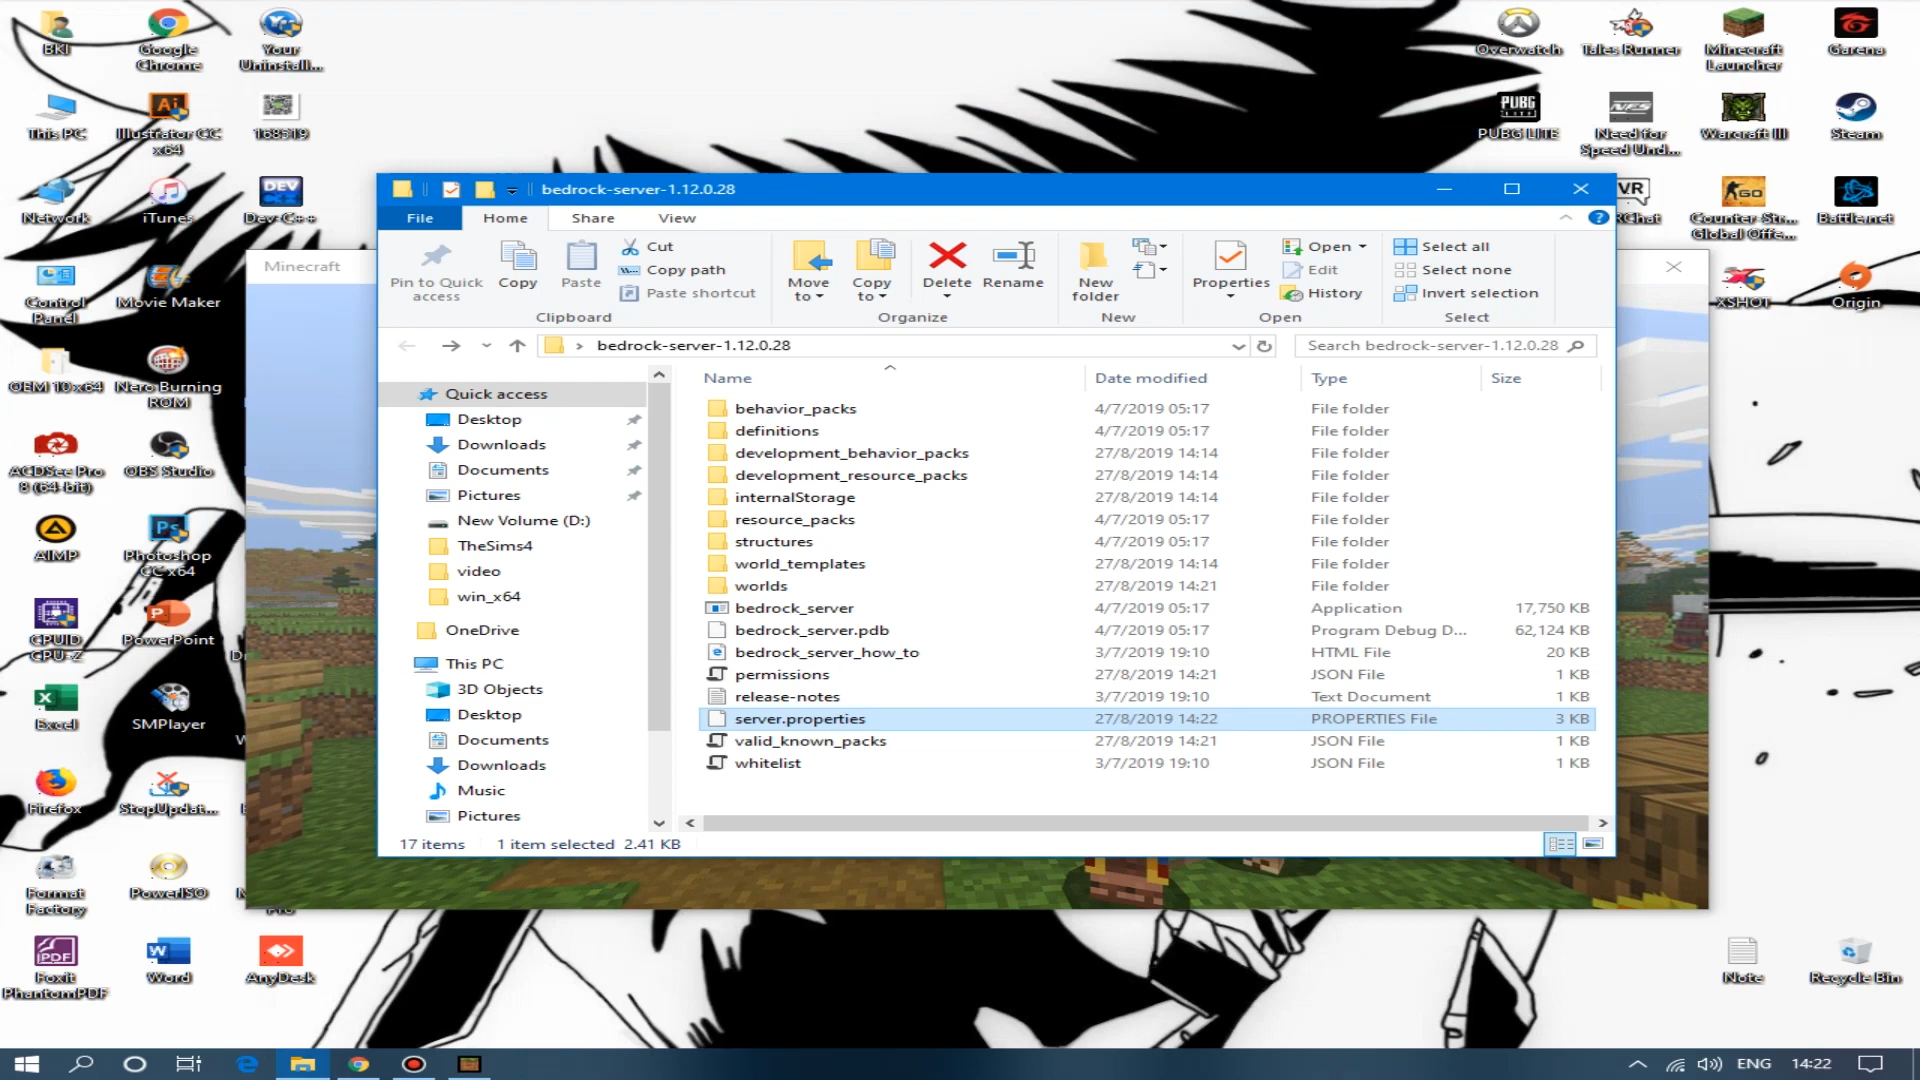 BKI
Google
Chrome
Your
Uninstall...
Overwatch
Tales Runner
Minecraft
Launcher
Garena
This PC
Illustrator CC
x64
168519
PUBG LITE
Need for
Speed Und...
Warcraft III
Steam
Network
iTunes
Dev-C++
RChat
Counter-Str...
Global Offe...
Battle.net
bedrock-server-1.12.0.28
File
Home
Share
View
Minecraft
Pin to Quick
access
Copy
Paste
Cut
Copy path
Paste shortcut
Clipboard
Move
to
Copy
to
Delete
Rename
Organize
New
folder
New
Properties
Open
Edit
History
Open
Select all
Select none
Invert selection
Select
Control
Panel
Movie Maker
XSHOT
Origin
bedrock-server-1.12.0.28
Search bedrock-server-1.12.0.28
OEM 10 x64
Nero Burning
ROM
Name
Date modified
Type
Size
Quick access
Desktop
Downloads
Documents
Pictures
New Volume (D:)
TheSims4
video
win_x64
OneDrive
This PC
3D Objects
Desktop
Documents
Downloads
Music
Pictures
behavior_packs 4/7/2019 05:17 File folder
definitions 4/7/2019 05:17 File folder
development_behavior_packs 27/8/2019 14:14 File folder
development_resource_packs 27/8/2019 14:14 File folder
internalStorage 27/8/2019 14:14 File folder
resource_packs 4/7/2019 05:17 File folder
structures 4/7/2019 05:17 File folder
world_templates 27/8/2019 14:14 File folder
worlds 27/8/2019 14:21 File folder
bedrock_server 4/7/2019 05:17 Application 17,750 KB
bedrock_server.pdb 4/7/2019 05:17 Program Debug D... 62,124 KB
bedrock_server_how_to 3/7/2019 19:10 HTML File 20 KB
permissions 27/8/2019 14:21 JSON File 1 KB
release-notes 3/7/2019 19:10 Text Document 1 KB
server.properties 27/8/2019 14:22 PROPERTIES File 3 KB
valid_known_packs 27/8/2019 14:21 JSON File 1 KB
whitelist 3/7/2019 19:10 JSON File 1 KB
17 items 1 item selected 2.41 KB
ACDSee Pro
8 (64-bit)
OBS Studio
AIMP
Photoshop
CC x64
CPUID
CPU-Z
PowerPoint
Excel
SMPlayer
Firefox
StopUpdat...
Format
Factory
PowerISO
Foxit
PhantomPDF
Word
AnyDesk
Note
Recycle Bin
ENG
14:22